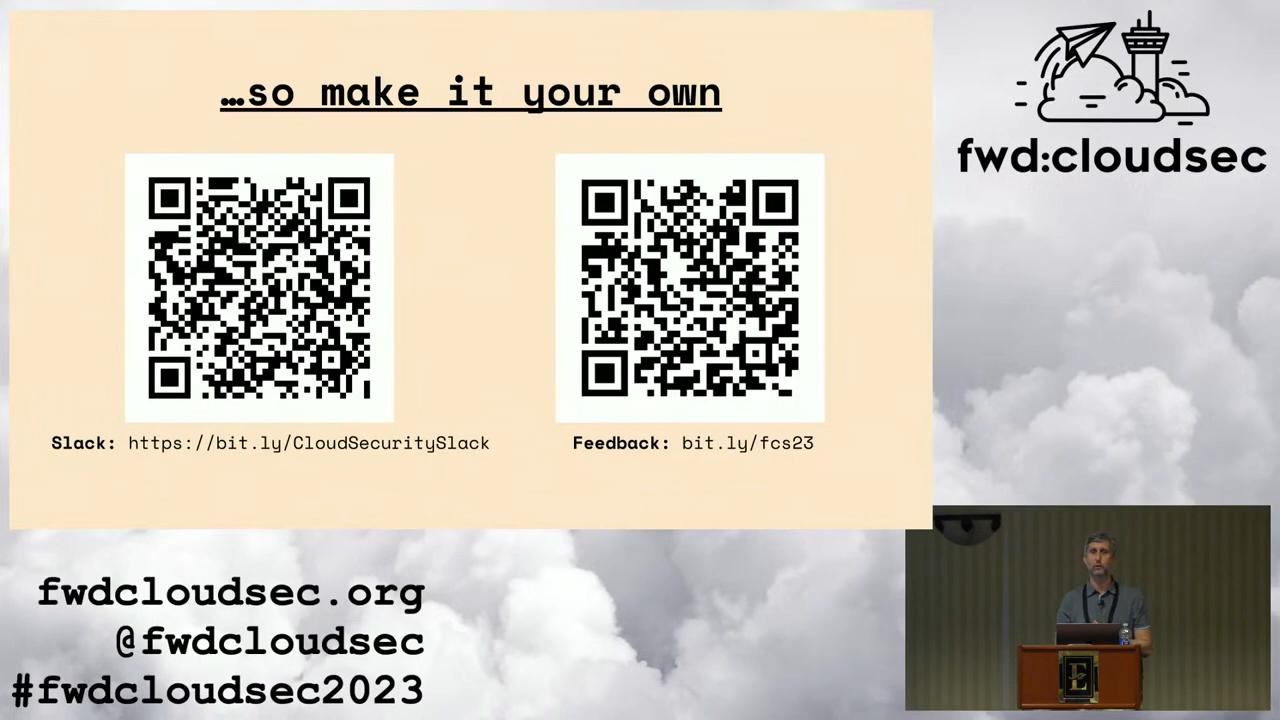 …so make it your own
Slack: https://bit.ly/CloudSecuritySlack
Feedback: bit.ly/fcs23
fwd:cloudsec
fwdcloudsec.org
@fwdcloudsec
#fwdcloudsec2023
E